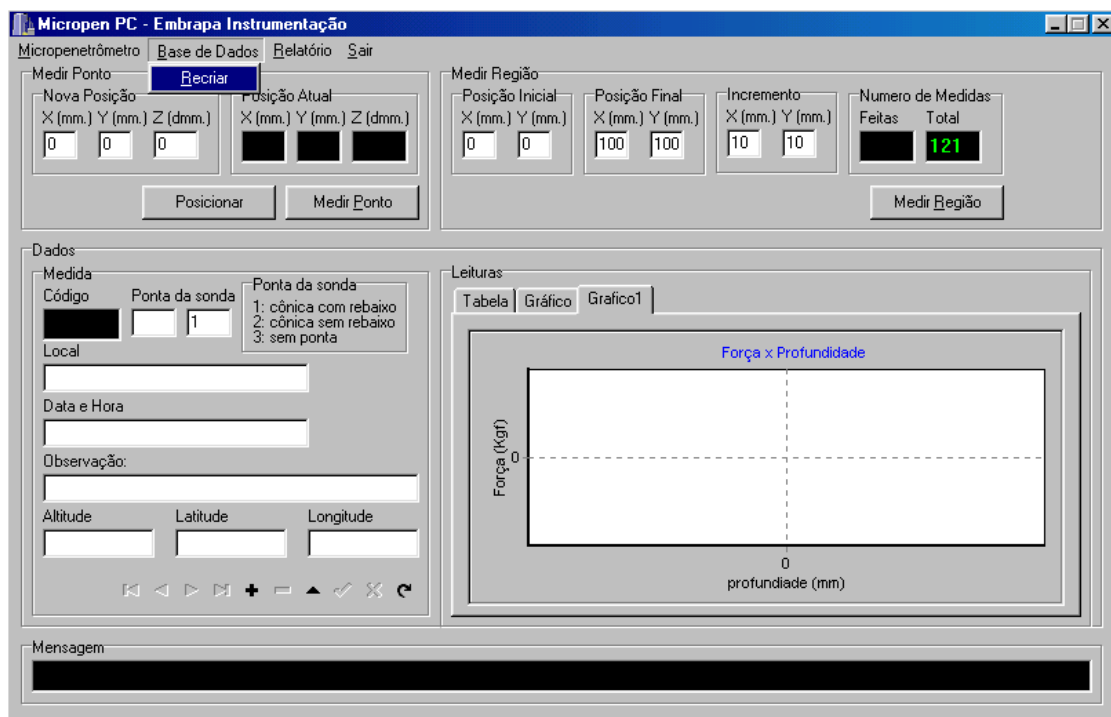 Micropen PC - Embrapa Instrumentação
Micropenetrômetro Base de Dados Relatório Sair
Recriar
Medir Ponto
Nova Posição
X (mm.) Y (mm.) Z (dmm.)
0 0 0
Posição Atual
X (mm.) Y (mm.) Z (dmm.)
Posicionar Medir Ponto
Medir Região
Posição Inicial
X (mm.) Y (mm.)
0 0
Posição Final
X (mm.) Y (mm.)
100 100
Incremento
X (mm.) Y (mm.)
10 10
Numero de Medidas
Feitas Total
121
Medir Região
Dados
Medida
Código Ponta da sonda
1
Ponta da sonda
1: cônica com rebaixo
2: cônica sem rebaixo
3: sem ponta
Local
Data e Hora
Observação:
Altitude Latitude Longitude
Leituras
Tabela Gráfico Grafico1
Força x Profundidade
Força (Kgf)
0
0
profundiade (mm)
Mensagem